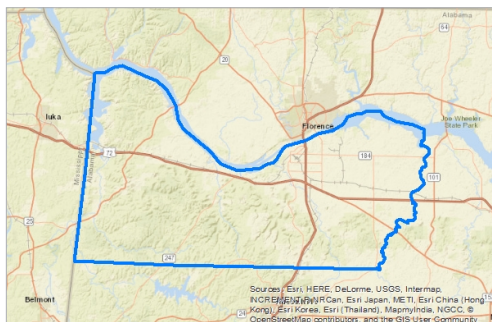 Alabama
64
20
Iuka
Florence
Joe Wheeler
State Park
72
Mississippi
Alabama
184
101
25
247
Belmont
Sources: Esri, HERE, DeLorme, USGS, Intermap,
INCREMENT P, NRCan, Esri Japan, METI, Esri China (Hong
Kong), Esri Korea, Esri (Thailand), MapmyIndia, NGCC, ©
OpenStreetMap contributors, and the GIS User Community